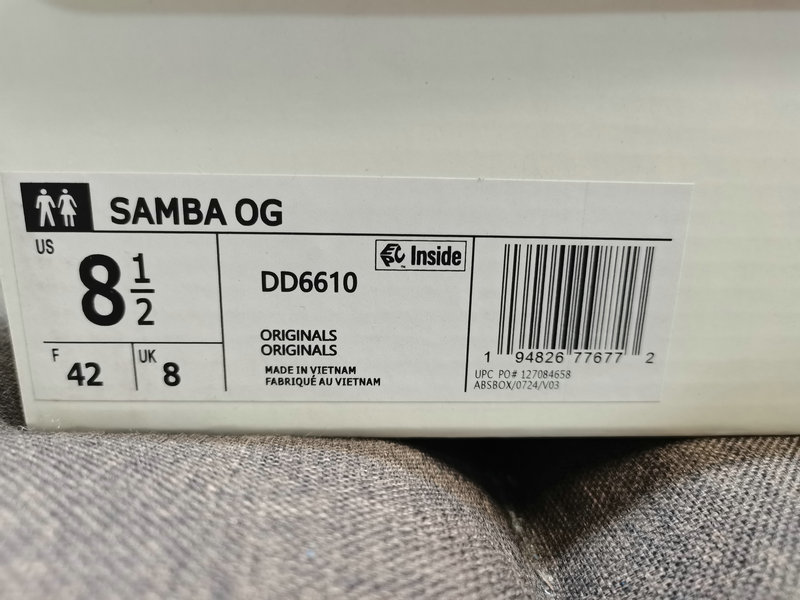 SAMBA OG
US
8 1/2
F
42
UK
8
EPC Inside
DD6610
ORIGINALS
ORIGINALS
MADE IN VIETNAM
FABRIQUÉ AU VIETNAM
1 94826 77677 2
UPC PO# 127084658
ABSBOX/0724/V03